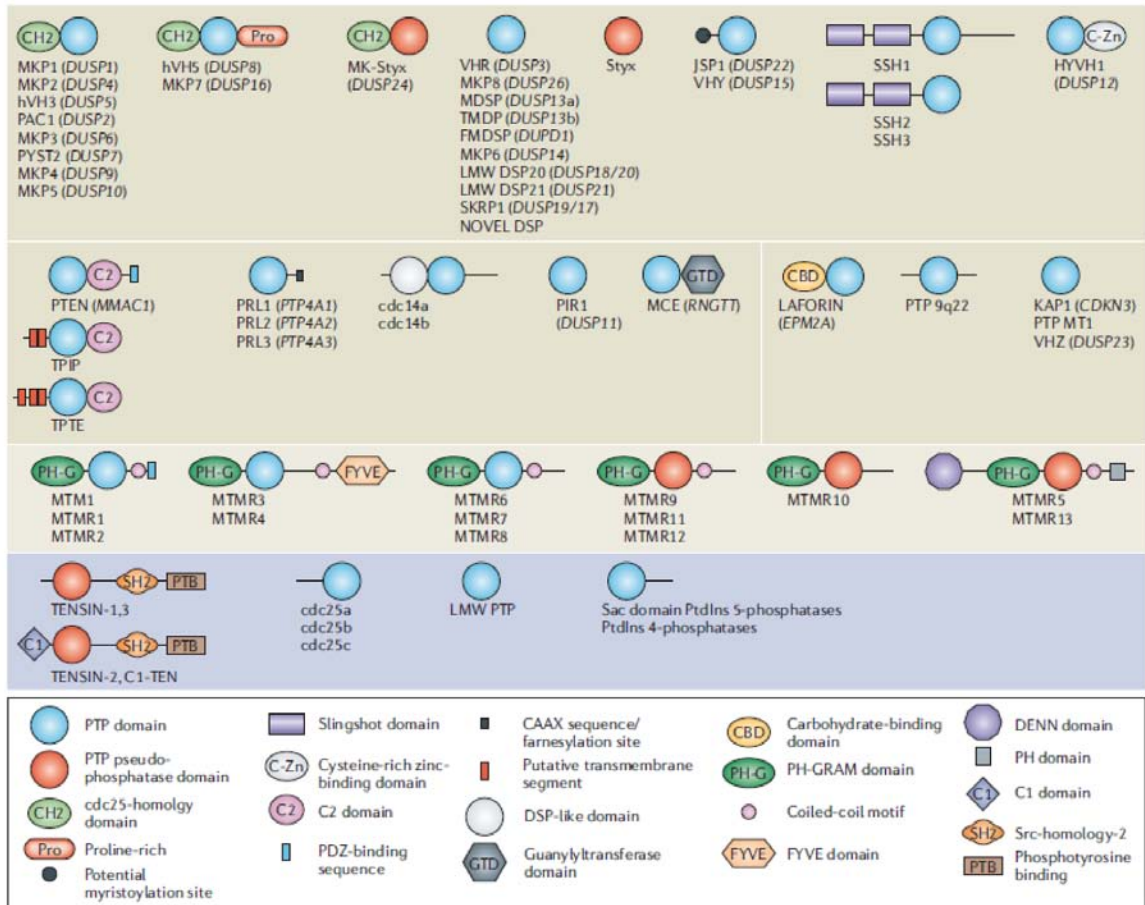 CH2
MKP1 (DUSP1)
MKP2 (DUSP4)
hVH3 (DUSP5)
PAC1 (DUSP2)
MKP3 (DUSP6)
PYST2 (DUSP7)
MKP4 (DUSP9)
MKP5 (DUSP10)
CH2 Pro
hVH5 (DUSP8)
MKP7 (DUSP16)
CH2
MK-Styx
(DUSP24)
VHR (DUSP3)
MKP8 (DUSP26)
MDSP (DUSP13a)
TMDP (DUSP13b)
FMDSP (DUPD1)
MKP6 (DUSP14)
LMW DSP20 (DUSP18/20)
LMW DSP21 (DUSP21)
SKRP1 (DUSP19/17)
NOVEL DSP
Styx
JSP1 (DUSP22)
VHY (DUSP15)
SSH1
SSH2
SSH3
C-Zn
HYVH1
(DUSP12)
C2
PTEN (MMAC1)
C2
TPIP
C2
TPTE
PRL1 (PTP4A1)
PRL2 (PTP4A2)
PRL3 (PTP4A3)
cdc14a
cdc14b
PIR1
(DUSP11)
GTD
MCE (RNGTT)
CBD
LAFORIN
(EPM2A)
PTP 9q22
KAP1 (CDKN3)
PTP MT1
VHZ (DUSP23)
PH-G
MTM1
MTMR1
MTMR2
PH-G FYVE
MTMR3
MTMR4
PH-G
MTMR6
MTMR7
MTMR8
PH-G
MTMR9
MTMR11
MTMR12
PH-G
MTMR10
PH-G
MTMR5
MTMR13
SH2 PTB
TENSIN-1,3
C1 SH2 PTB
TENSIN-2, C1-TEN
cdc25a
cdc25b
cdc25c
LMW PTP
Sac domain PtdIns 5-phosphatases
PtdIns 4-phosphatases
PTP domain
PTP pseudo-
phosphatase domain
CH2 cdc25-homolgy
domain
Pro Proline-rich
Potential
myristoylation site
Slingshot domain
C-Zn Cysteine-rich zinc-
binding domain
C2 C2 domain
PDZ-binding
sequence
CAAX sequence/
farnesylation site
Putative transmembrane
segment
DSP-like domain
GTD Guanylyltransferase
domain
CBD Carbohydrate-binding
domain
PH-G PH-GRAM domain
Coiled-coil motif
FYVE FYVE domain
DENN domain
PH domain
C1 C1 domain
SH2 Src-homology-2
PTB Phosphotyrosine
binding